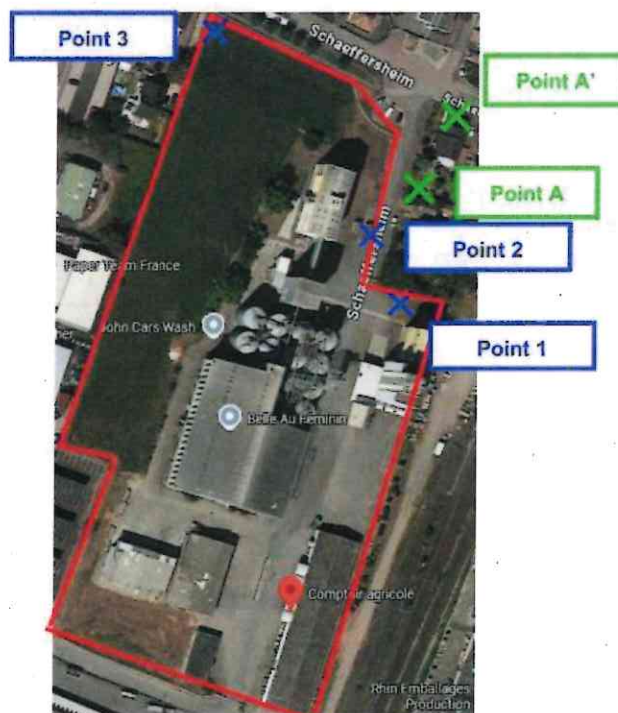 Point 3
Schaeffersheim
Point A'
Point A
Schaeffersheim
Point 2
Paper Team France
John Cars Wash
Point 1
Belle Au Féminin
Comptoir agricole
Rhin Emballages
Production